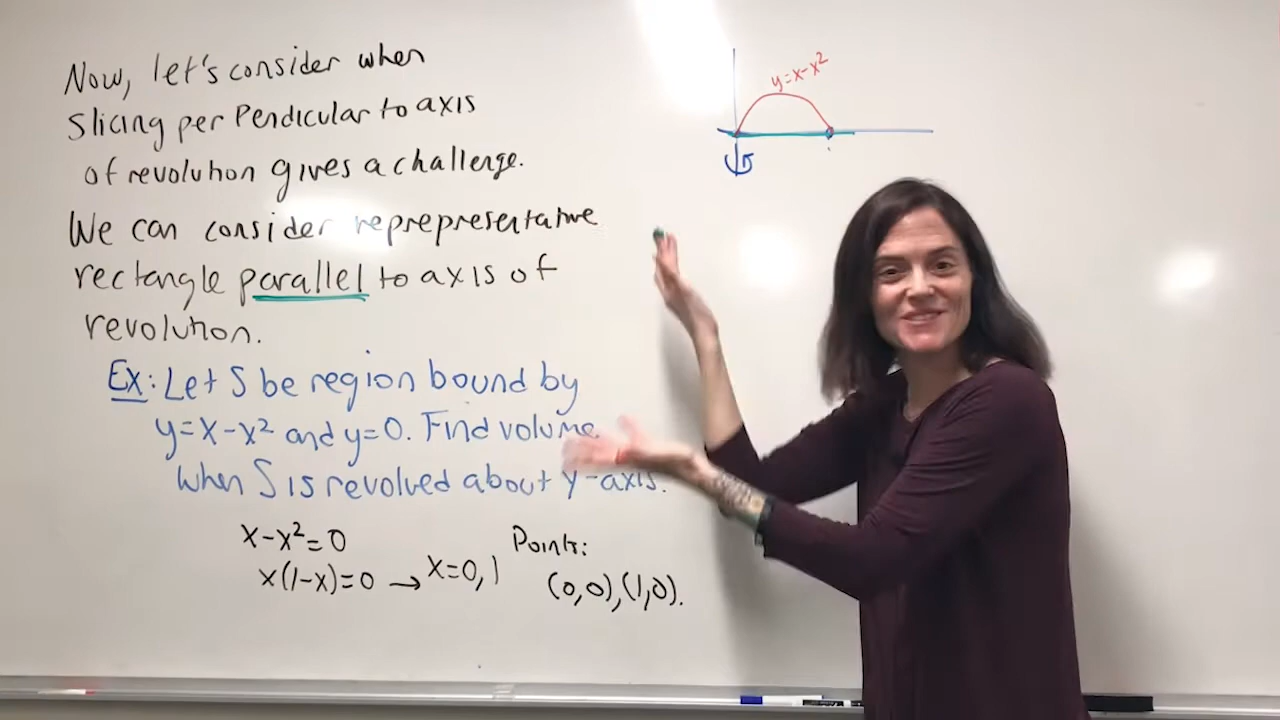 Now, let's consider when
Slicing perpendicular to axis
of revolution gives a challenge.
We can consider reprepresentative
rectangle parallel to axis of
revolution.
Ex: Let S be region bound by
y=x-x² and y=0. Find volume
when S is revolved about y-axis.
x-x²=0
x(1-x)=0 → x=0,1
Points:
(0,0),(1,0).
y=x-x²